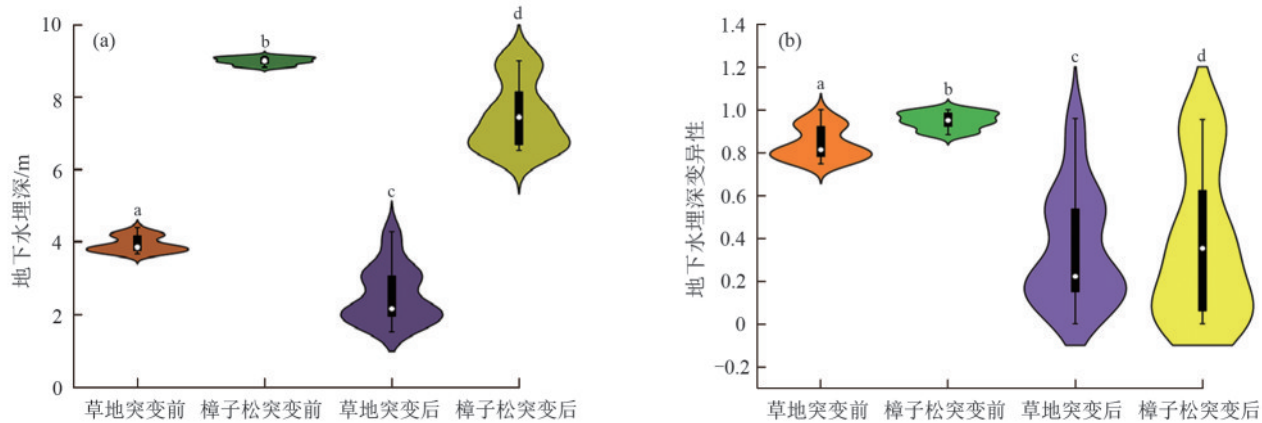 (a)
地下水埋深/m
10
8
6
4
2
0
a
b
c
d
草地突变前
樟子松突变前
草地突变后
樟子松突变后
(b)
地下水埋深变异性
1.4
1.2
1.0
0.8
0.6
0.4
0.2
0
−0.2
a
b
c
d
草地突变前
樟子松突变前
草地突变后
樟子松突变后